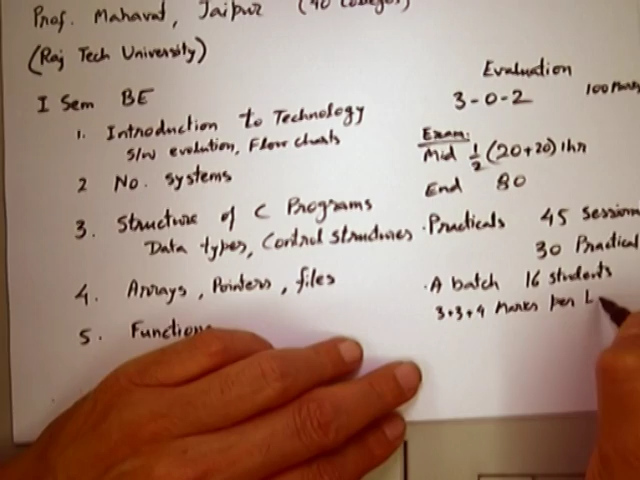 Prof. Mahavat, Jaipur (40 colleges)
(Raj Tech University)
I Sem BE
1. Introduction to Technology
S/W evolution, Flow charts
2 No. systems
3. Structure of C Programs
Data types, Control structures
4. Arrays, Pointers, files
5. Function
Evaluation
3-0-2 100 Marks
Exam:
Mid 1/2 (20+20) 1hr
End 80
·Practicals 45 Session
30 Practical
·A batch 16 students
3+3+4 Marks per L